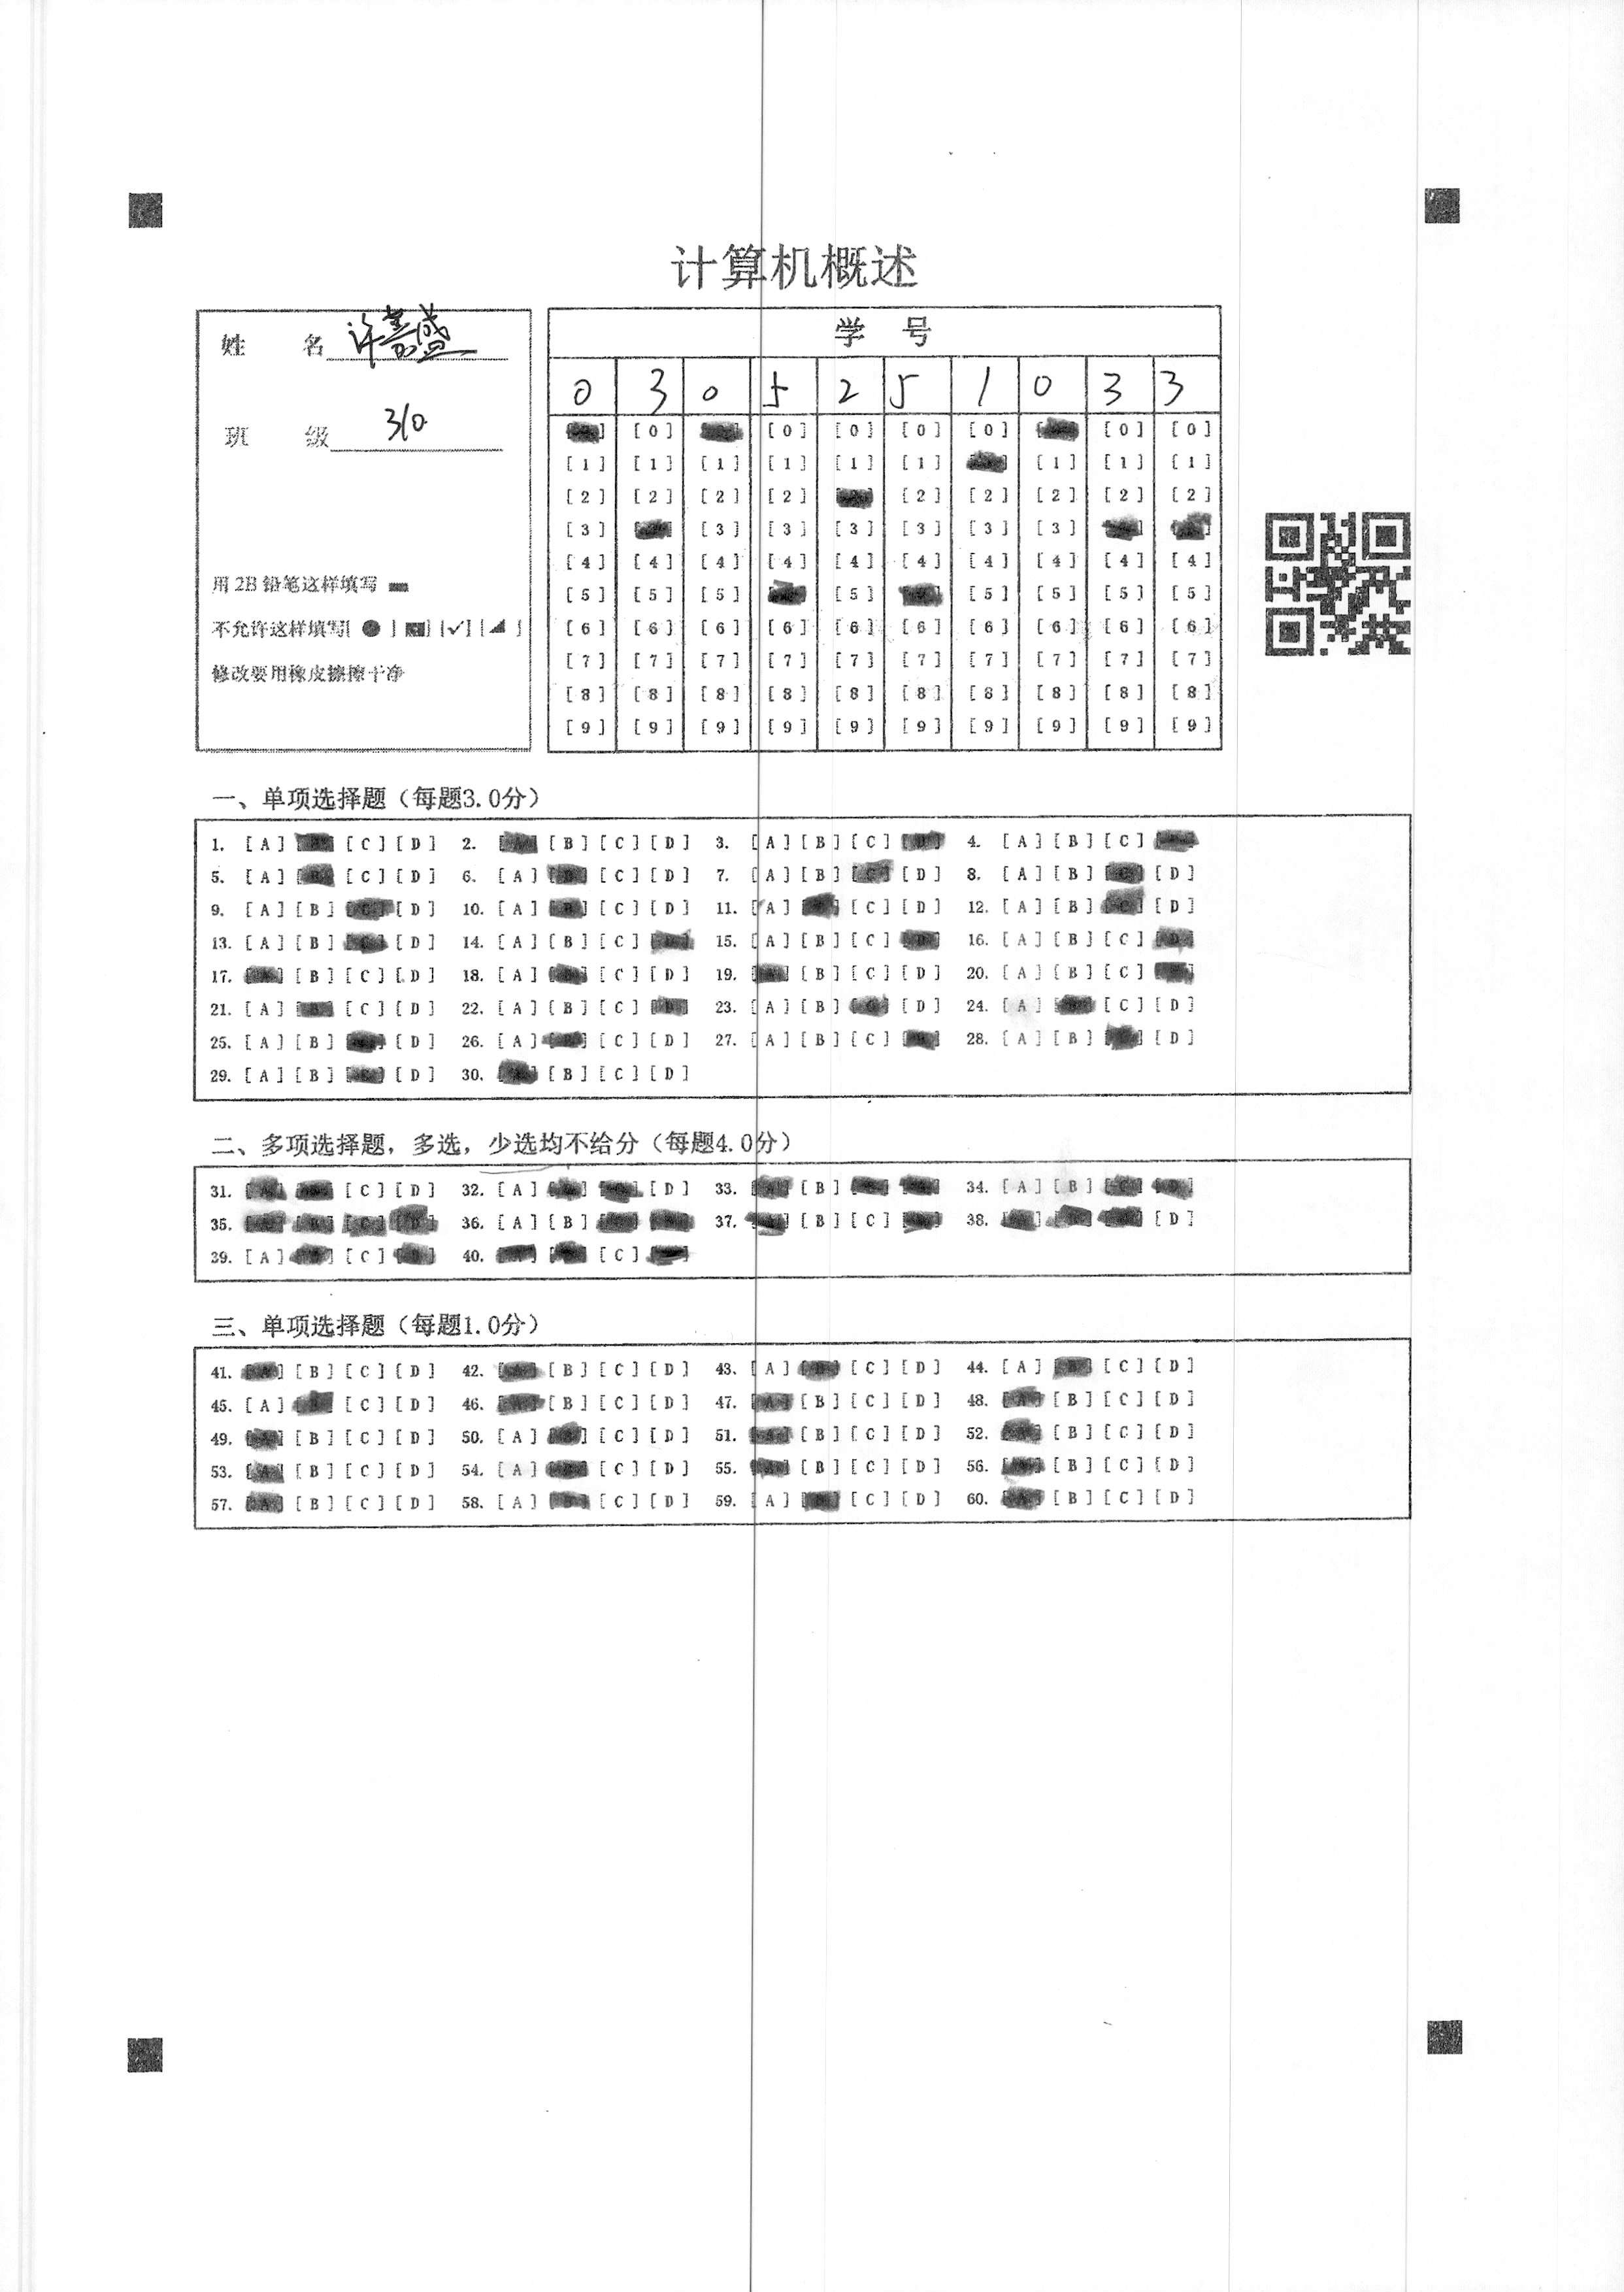 计算机概述
姓 名 许嘉盛
班 级 310
用 2B 铅笔这样填写
不允许这样填写[ ● ] [ ] [✓] [ ]
修改要用橡皮擦擦干净
学 号
0 3 0 5 2 5 1 0 3 3
[ ] [0] [ ] [0] [0] [0] [0] [ ] [0] [0]
[1] [1] [1] [1] [1] [1] [ ] [1] [1] [1]
[2] [2] [2] [2] [ ] [2] [2] [2] [2] [2]
[3] [ ] [3] [3] [3] [3] [3] [3] [ ] [ ]
[4] [4] [4] [4] [4] [4] [4] [4] [4] [4]
[5] [5] [5] [ ] [5] [ ] [5] [5] [5] [5]
[6] [6] [6] [6] [6] [6] [6] [6] [6] [6]
[7] [7] [7] [7] [7] [7] [7] [7] [7] [7]
[8] [8] [8] [8] [8] [8] [8] [8] [8] [8]
[9] [9] [9] [9] [9] [9] [9] [9] [9] [9]
一、单项选择题（每题3.0分）
1. [A] [ ] [C] [D] 2. [ ] [B] [C] [D] 3. [A] [B] [C] [ ] 4. [A] [B] [C] [ ]
5. [A] [ ] [C] [D] 6. [A] [ ] [C] [D] 7. [A] [B] [ ] [D] 8. [A] [B] [ ] [D]
9. [A] [B] [ ] [D] 10. [A] [ ] [C] [D] 11. [A] [ ] [C] [D] 12. [A] [B] [ ] [D]
13. [A] [B] [ ] [D] 14. [A] [B] [C] [ ] 15. [A] [B] [C] [ ] 16. [A] [B] [C] [ ]
17. [ ] [B] [C] [D] 18. [A] [ ] [C] [D] 19. [ ] [B] [C] [D] 20. [A] [B] [C] [ ]
21. [A] [ ] [C] [D] 22. [A] [B] [C] [ ] 23. [A] [B] [ ] [D] 24. [A] [ ] [C] [D]
25. [A] [B] [ ] [D] 26. [A] [ ] [C] [D] 27. [A] [B] [C] [ ] 28. [A] [B] [ ] [D]
29. [A] [B] [ ] [D] 30. [ ] [B] [C] [D]
二、多项选择题，多选，少选均不给分（每题4.0分）
31. [ ] [ ] [C] [D] 32. [A] [ ] [ ] [D] 33. [ ] [B] [ ] [ ] 34. [A] [B] [ ] [ ]
35. [ ] [ ] [ ] [ ] 36. [A] [B] [ ] [ ] 37. [ ] [B] [C] [ ] 38. [ ] [ ] [ ] [D]
39. [A] [ ] [C] [ ] 40. [ ] [ ] [C] [ ]
三、单项选择题（每题1.0分）
41. [ ] [B] [C] [D] 42. [ ] [B] [C] [D] 43. [A] [ ] [C] [D] 44. [A] [ ] [C] [D]
45. [A] [ ] [C] [D] 46. [ ] [B] [C] [D] 47. [ ] [B] [C] [D] 48. [ ] [B] [C] [D]
49. [ ] [B] [C] [D] 50. [A] [ ] [C] [D] 51. [ ] [B] [C] [D] 52. [ ] [B] [C] [D]
53. [ ] [B] [C] [D] 54. [A] [ ] [C] [D] 55. [ ] [B] [C] [D] 56. [ ] [B] [C] [D]
57. [ ] [B] [C] [D] 58. [A] [ ] [C] [D] 59. [A] [ ] [C] [D] 60. [ ] [B] [C] [D]